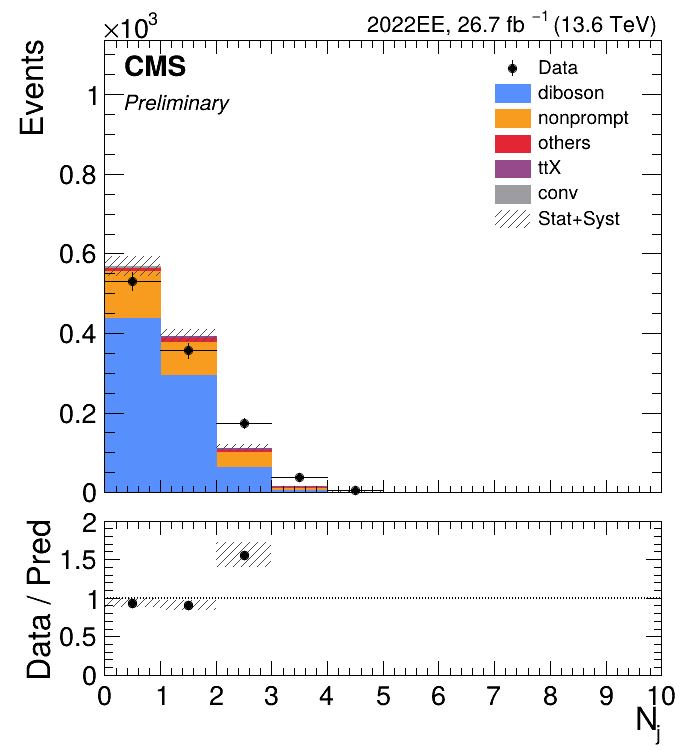 ×10³
2022EE, 26.7 fb ⁻¹ (13.6 TeV)
CMS
Preliminary
Data
diboson
nonprompt
others
ttX
conv
Stat+Syst
Events
1
0.8
0.6
0.4
0.2
0
Data / Pred
2
1.5
1
0.5
0
0 1 2 3 4 5 6 7 8 9 10
N_j